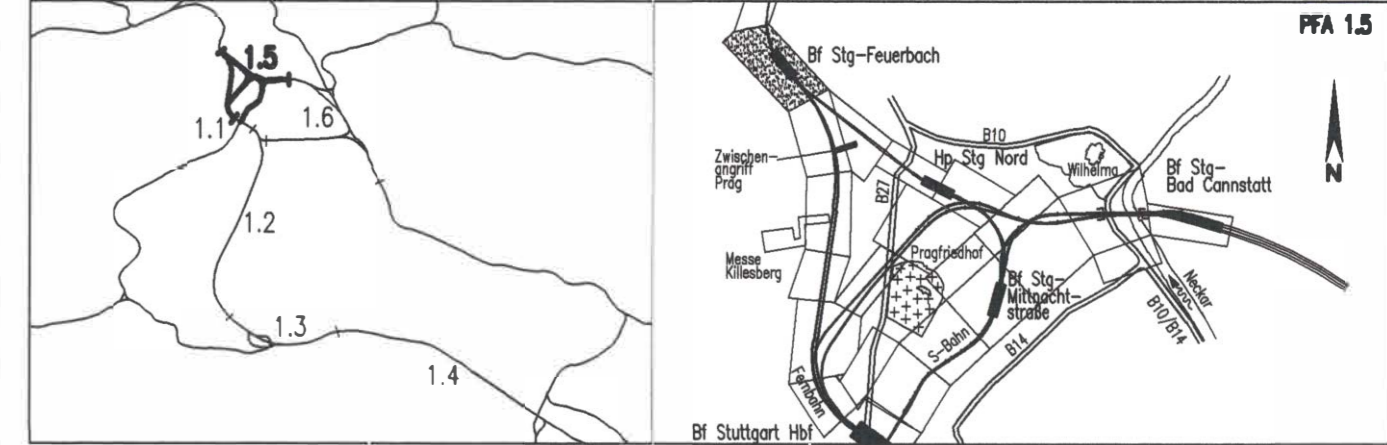 1.5
1.1
1.6
1.2
1.3
1.4
PFA 1.5
Bf Stg-Feuerbach
B10
Zwischen-
angriff
Prag
Hp Stg Nord
Wilhelma
Bf Stg-
Bad Cannstatt
N
B27
Messe
Killesberg
Pragfriedhof
Bf Stg-
Mittnacht-
straße
Neckar
B10/B14
S-Bahn
B14
Fernbahn
Bf Stuttgart Hbf